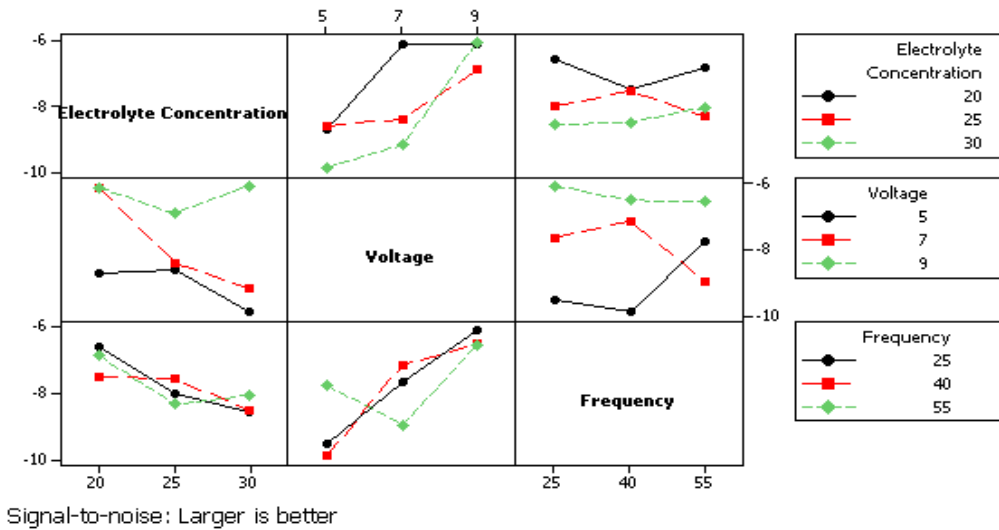 5 7 9
-6
-8
-10
Electrolyte Concentration
Electrolyte
Concentration
20
25
30
Voltage
-6
-8
-10
Voltage
5
7
9
-6
-8
-10
Frequency
Frequency
25
40
55
20 25 30
25 40 55
Signal-to-noise: Larger is better